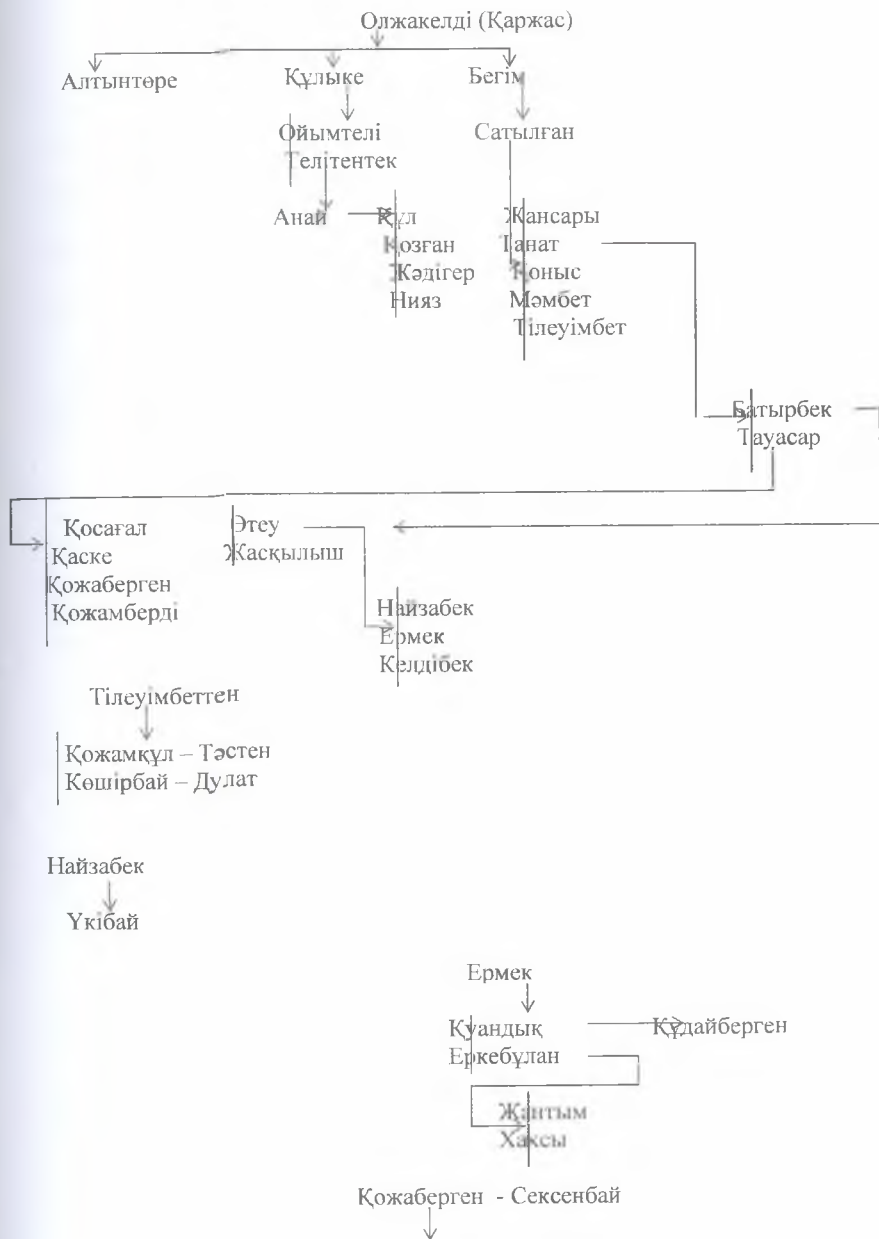 Олжакелді (Қаржас)
Алтынтөре Құлыке Бегім
Ойымтелі Сатылған
Телітентек
Анай Құл Жансары
Қозған Танат
Жәдігер Қоныс
Нияз Мәмбет
Тілеуімбет
Батырбек
Тауасар
Қосағал Этеу
Қаске Жасқылыш
Қожаберген
Қожамберді Найзабек
Ермек
Келдібек
Тілеуімбеттен
Қожамқұл – Тәстен
Көшірбай – Дулат
Найзабек
Үкібай
Ермек
Қуандық Құдайберген
Еркебұлан
Жантым
Хақсы
Қожаберген - Сексенбай